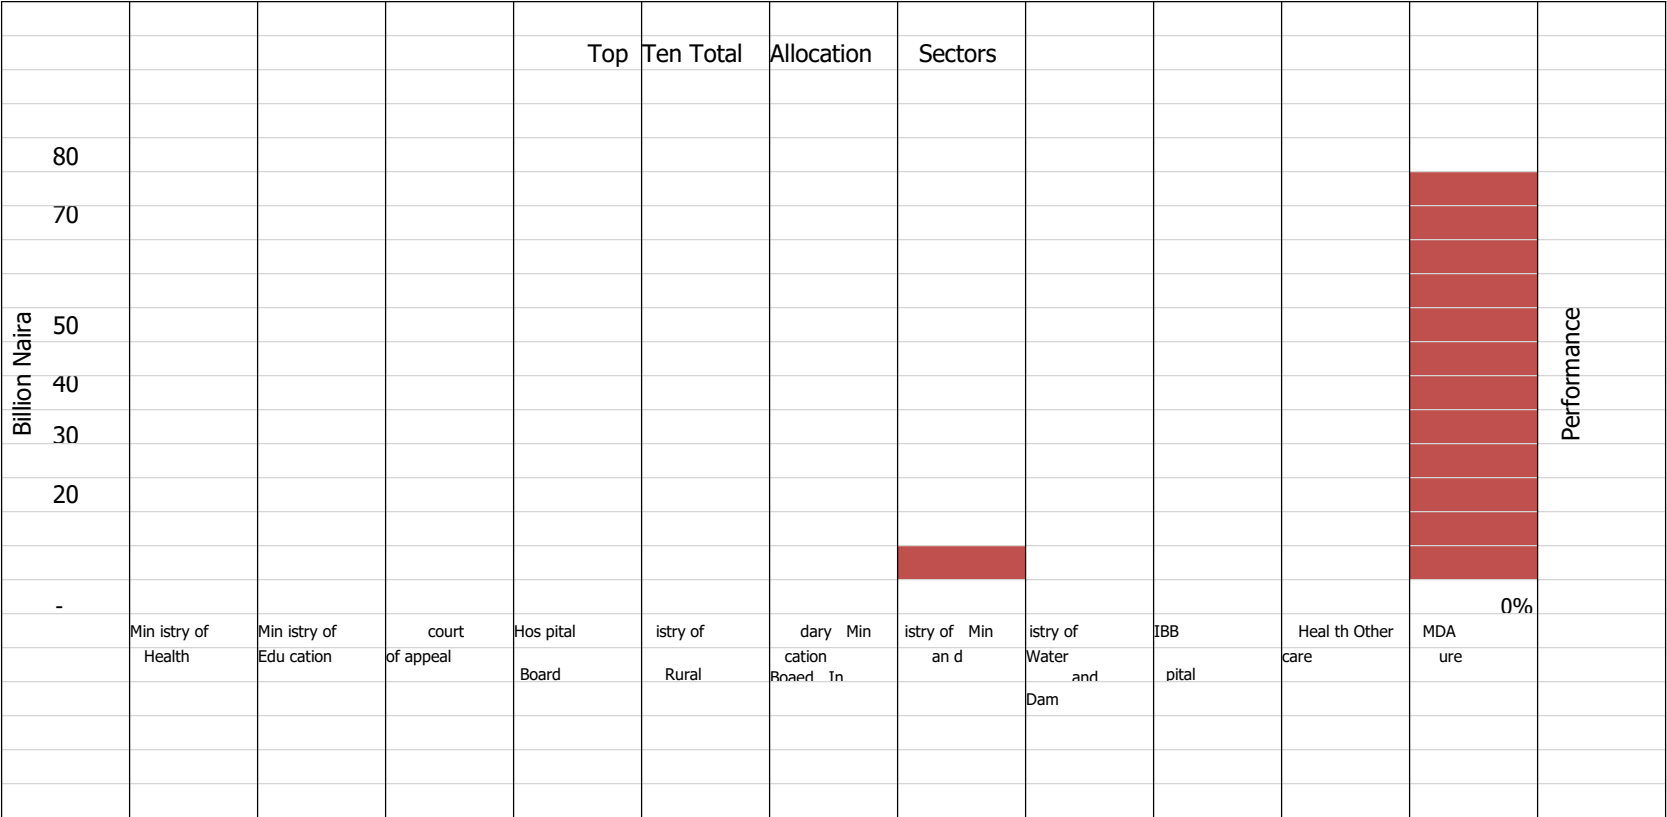 Top Ten Total Allocation Sectors
80
70
50
40
30
20
-
Billion Naira
Performance
0%
Min istry of Min istry of court Hos pital istry of dary Min istry of Min istry of IBB Heal th Other MDA
Health Edu cation of appeal cation an d Water care ure
Board Rural Boaed In and pital
Dam